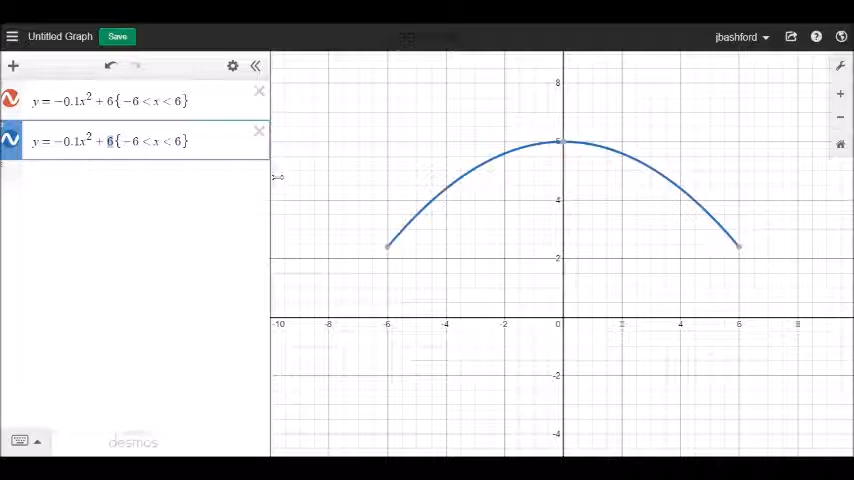 Untitled Graph Save jbashford
y = −0.1x² + 6{−6 < x < 6}
y = −0.1x² + 6{−6 < x < 6}
8
6
4
2
-10 -6 -4 -2 0 2 4 6 8
-2
-4
desmos